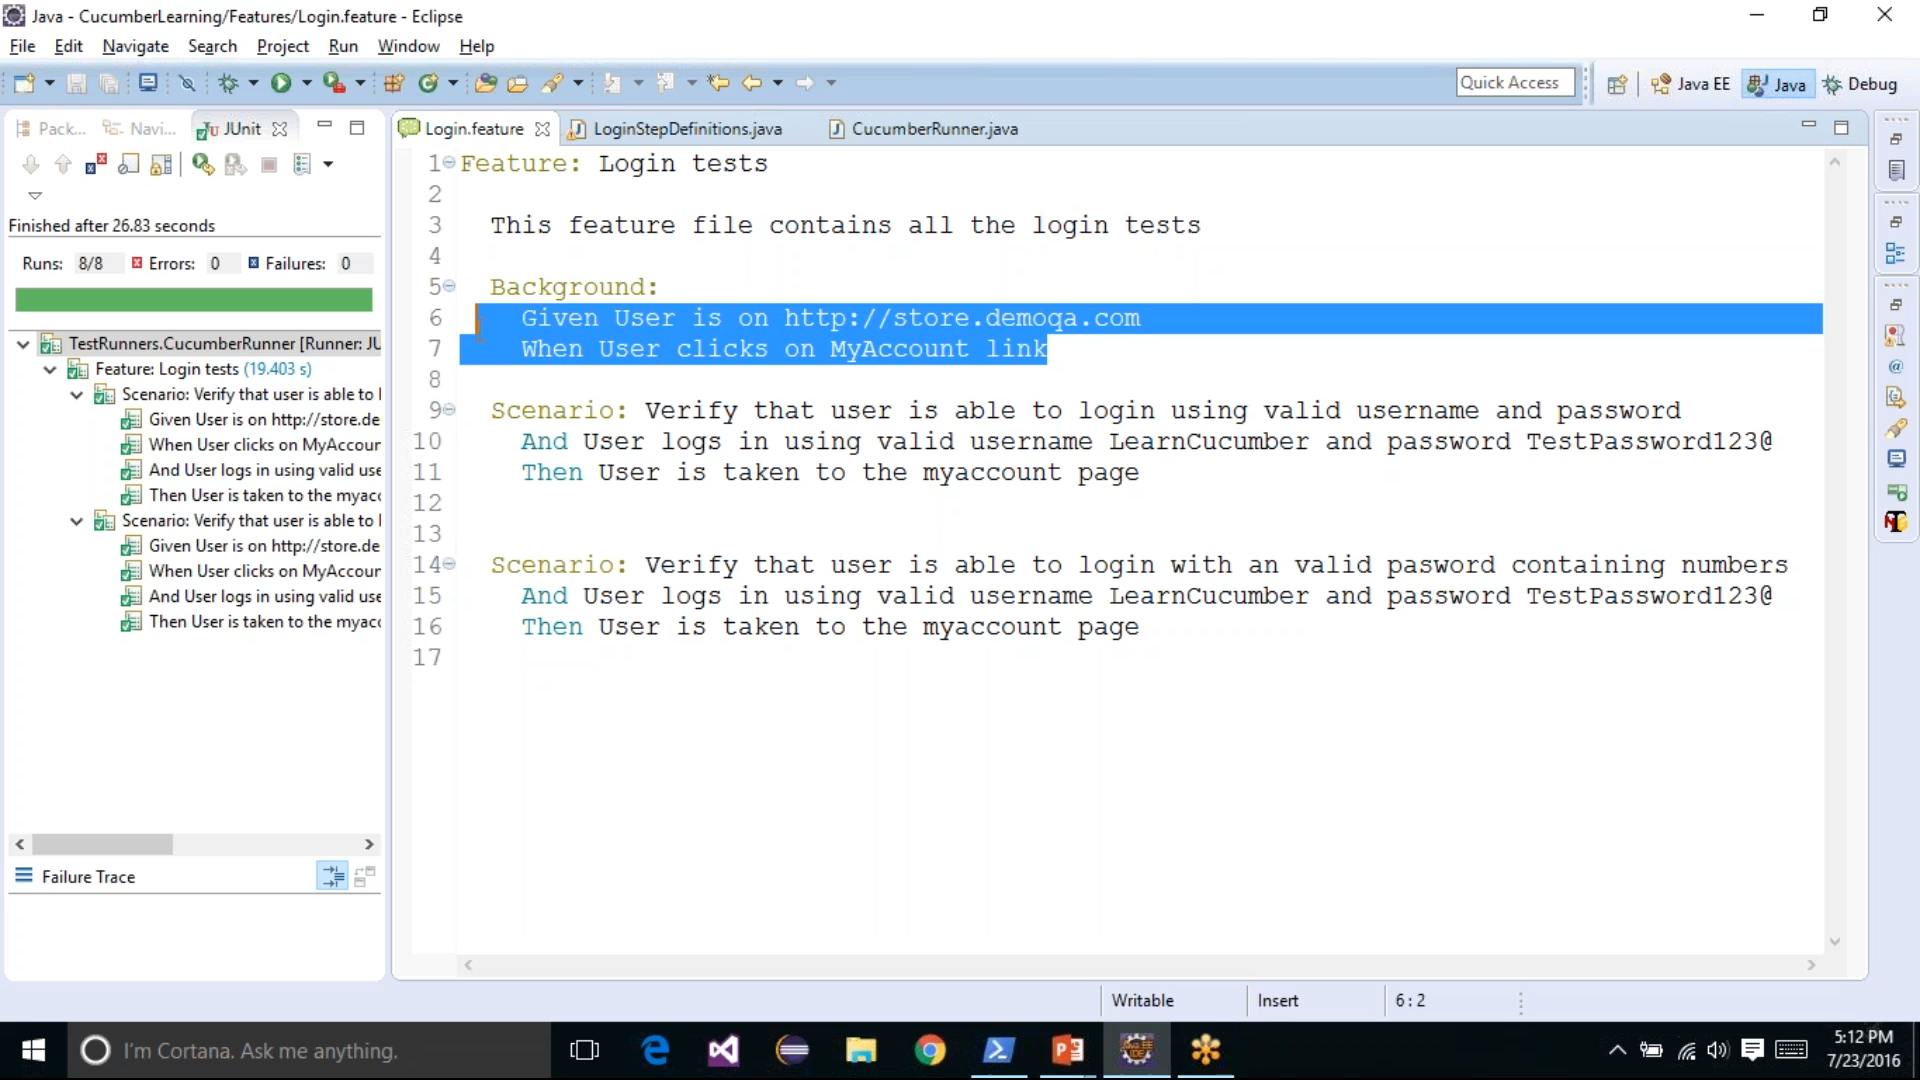 Java - CucumberLearning/Features/Login.feature - Eclipse
File Edit Navigate Search Project Run Window Help
Quick Access Java EE Java Debug
Pack... Navi... JUnit
Login.feature LoginStepDefinitions.java CucumberRunner.java
Finished after 26.83 seconds
Runs: 8/8 Errors: 0 Failures: 0
TestRunners.CucumberRunner [Runner: JU
Feature: Login tests (19.403 s)
Scenario: Verify that user is able to l
Given User is on http://store.de
When User clicks on MyAccour
And User logs in using valid use
Then User is taken to the myacc
Scenario: Verify that user is able to l
Given User is on http://store.de
When User clicks on MyAccour
And User logs in using valid use
Then User is taken to the myacc
Failure Trace
1 Feature: Login tests
2
3 This feature file contains all the login tests
4
5 Background:
6 Given User is on http://store.demoqa.com
7 When User clicks on MyAccount link
8
9 Scenario: Verify that user is able to login using valid username and password
10 And User logs in using valid username LearnCucumber and password TestPassword123@
11 Then User is taken to the myaccount page
12
13
14 Scenario: Verify that user is able to login with an valid pasword containing numbers
15 And User logs in using valid username LearnCucumber and password TestPassword123@
16 Then User is taken to the myaccount page
17
Writable Insert 6 : 2
I'm Cortana. Ask me anything.
5:12 PM
7/23/2016